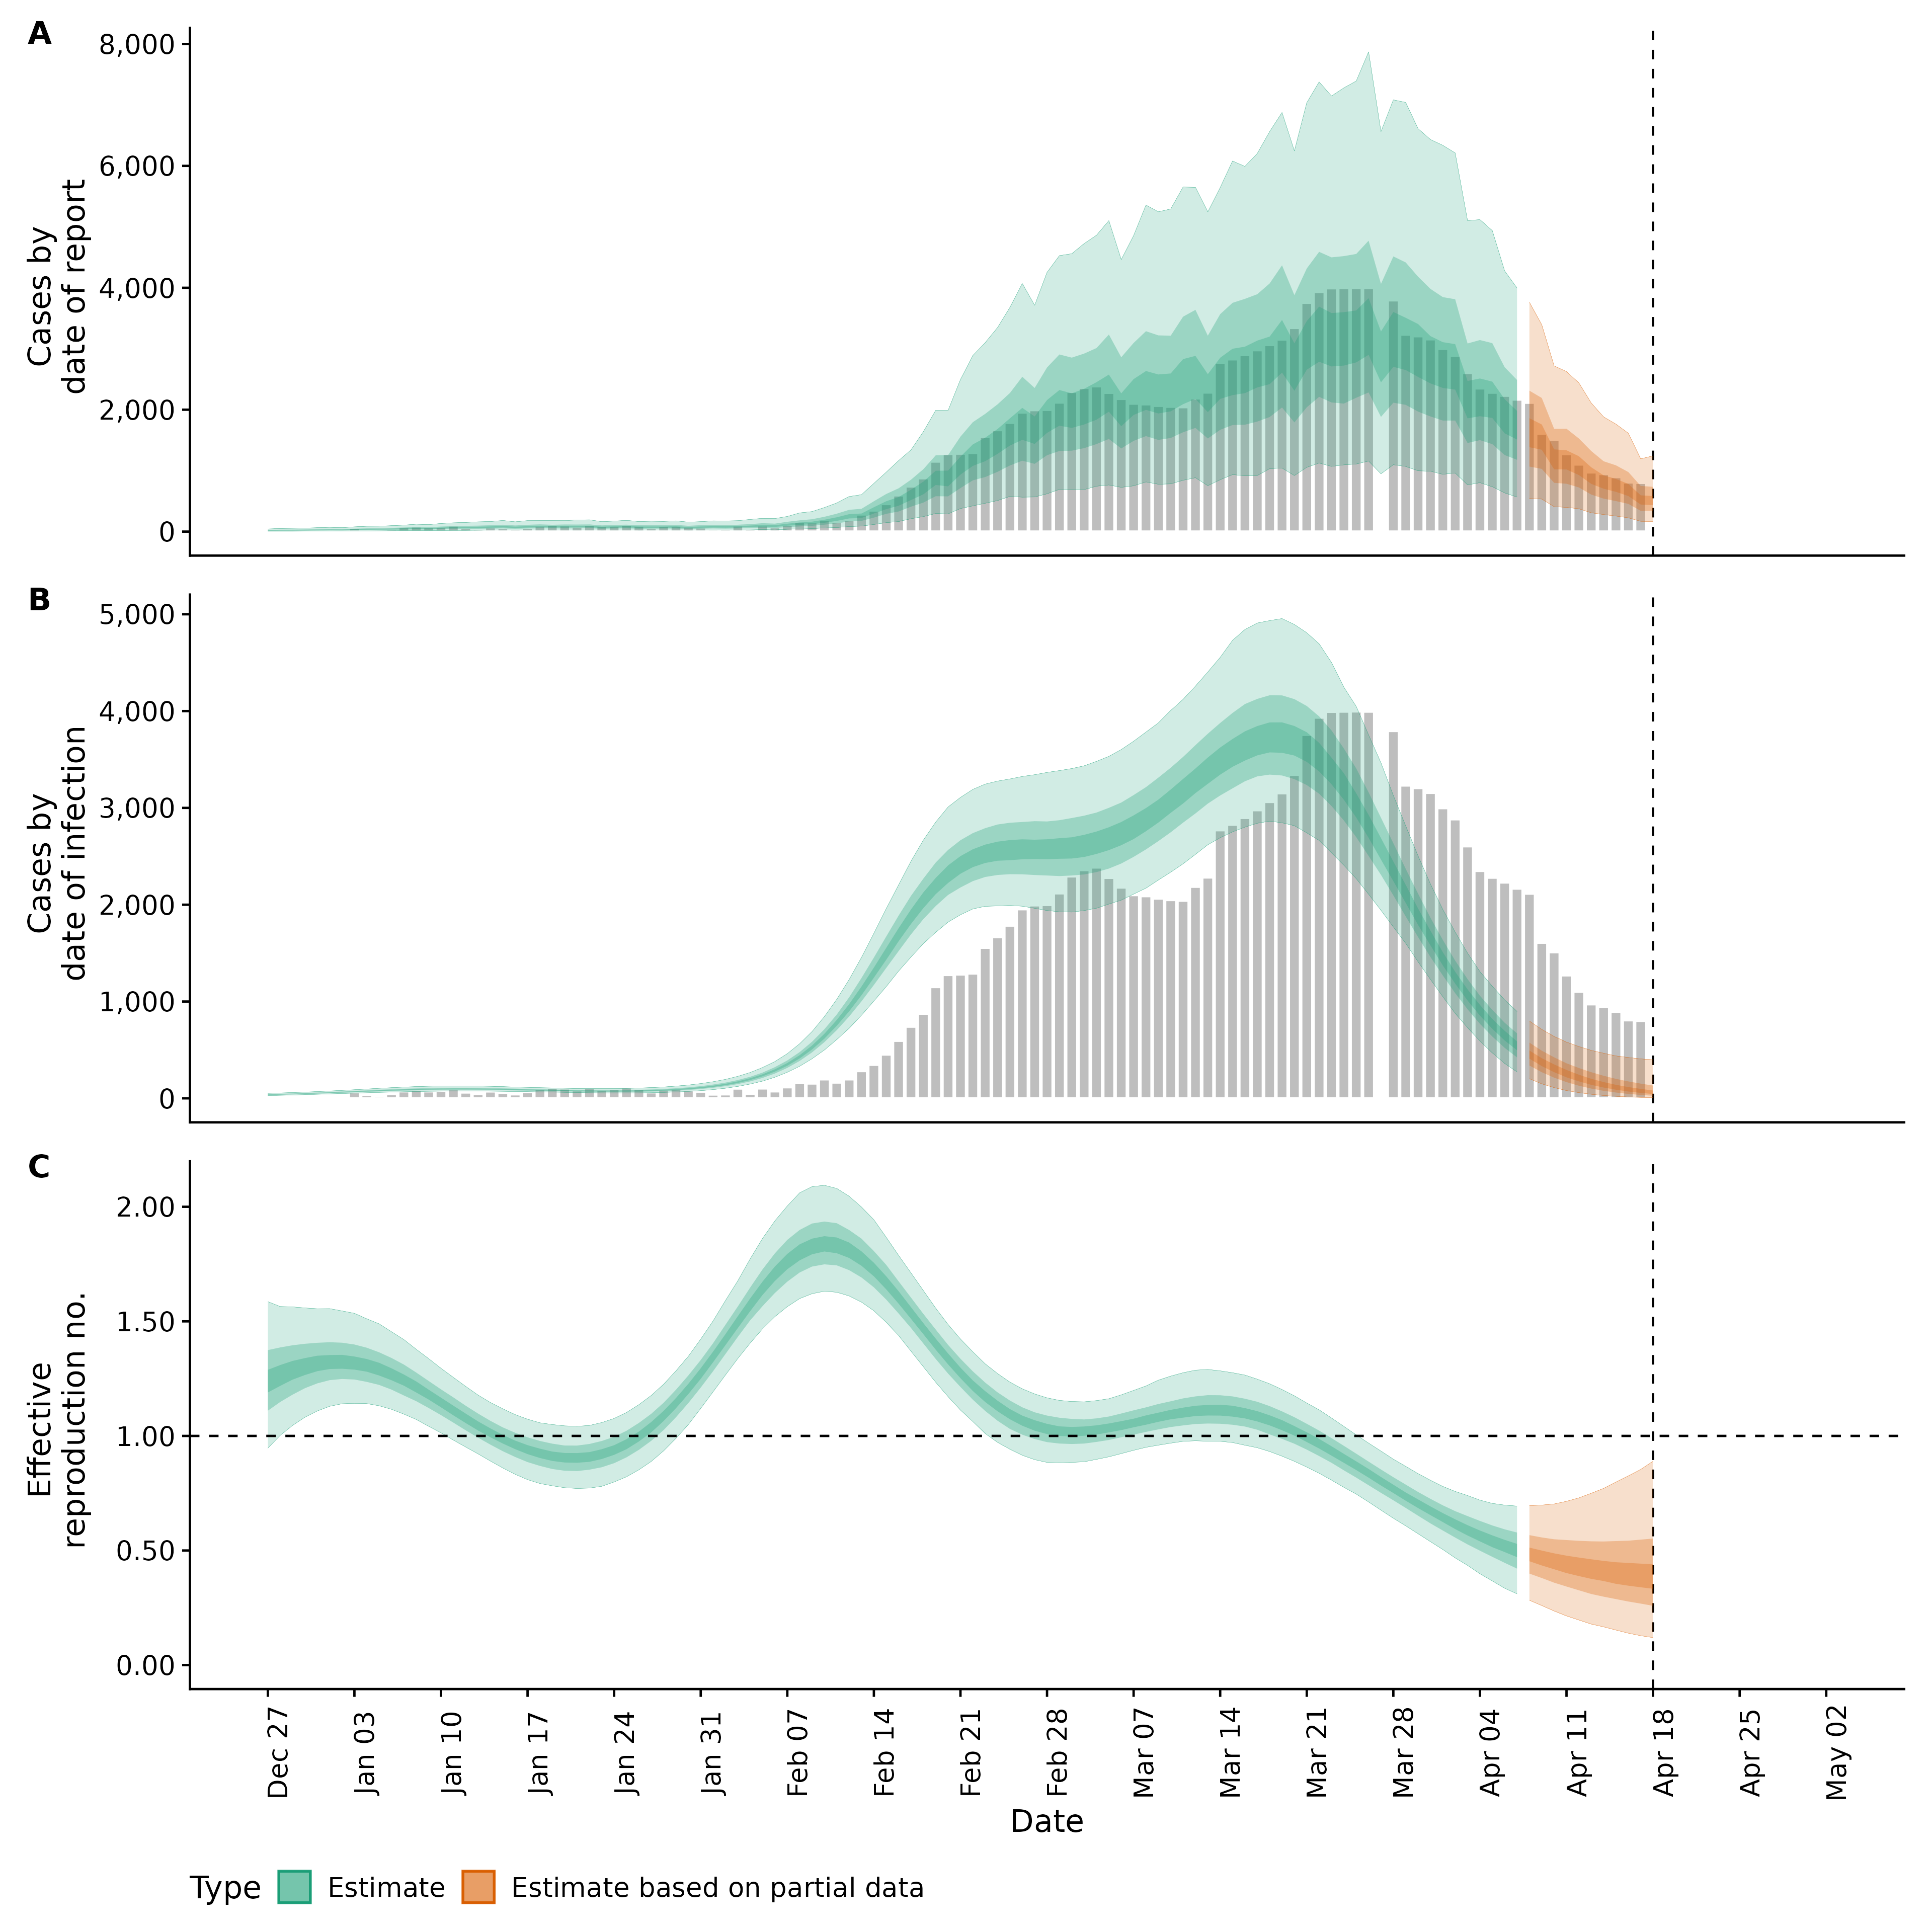 A
8,000
6,000
4,000
2,000
0
Cases by
date of report
B
5,000
4,000
3,000
2,000
1,000
0
Cases by
date of infection
C
2.00
1.50
1.00
0.50
0.00
Effective
reproduction no.
Dec 27
Jan 03
Jan 10
Jan 17
Jan 24
Jan 31
Feb 07
Feb 14
Feb 21
Feb 28
Mar 07
Mar 14
Mar 21
Mar 28
Apr 04
Apr 11
Apr 18
Apr 25
May 02
Date
Type Estimate Estimate based on partial data